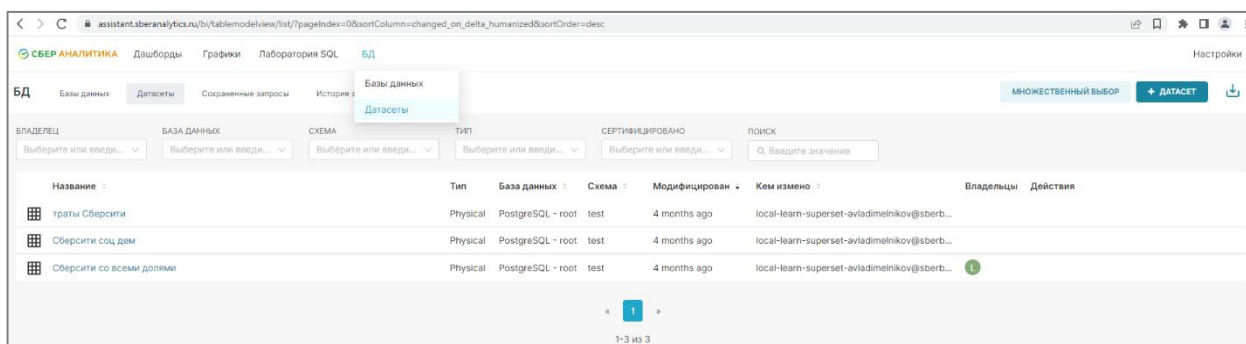 assistant.sberanalytics.ru/bi/tablemodelview/list/?pageIndex=0&sortColumn=changed_on_delta_humanized&sortOrder=desc
СБЕР АНАЛИТИКА Дашборды Графики Лаборатория SQL БД Настройки
Базы данных
Датасеты
БД Базы данных Датасеты Сохраненные запросы История МНОЖЕСТВЕННЫЙ ВЫБОР + ДАТАСЕТ
ВЛАДЕЛЕЦ БАЗА ДАННЫХ СХЕМА ТИП СЕРТИФИЦИРОВАНО ПОИСК
Выберите или введи... Выберите или введи... Выберите или введи... Выберите или введи... Выберите или введи... Введите значение
Название Тип База данных Схема Модифицирован Кем изменено Владельцы Действия
траты Сберсити Physical PostgreSQL - root test 4 months ago local-learn-superset-avladimelnikov@sberb...
Сберсити соц дем Physical PostgreSQL - root test 4 months ago local-learn-superset-avladimelnikov@sberb...
Сберсити со всеми долями Physical PostgreSQL - root test 4 months ago local-learn-superset-avladimelnikov@sberb... L
« 1 »
1-3 из 3